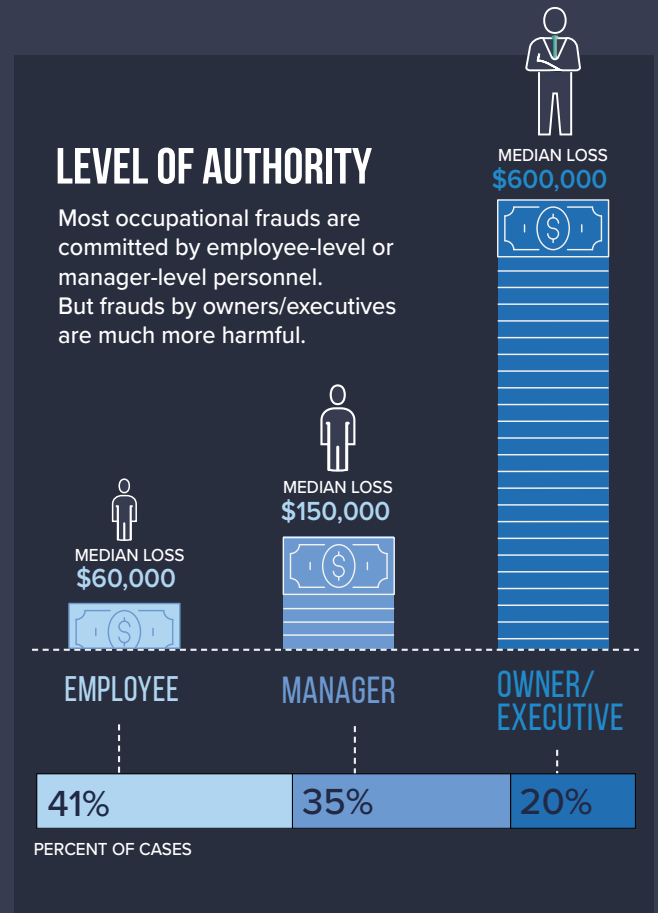 LEVEL OF AUTHORITY
Most occupational frauds are
committed by employee-level or
manager-level personnel.
But frauds by owners/executives
are much more harmful.
MEDIAN LOSS
$60,000
MEDIAN LOSS
$150,000
MEDIAN LOSS
$600,000
$
$
$
EMPLOYEE
MANAGER
OWNER/
EXECUTIVE
41%
35%
20%
PERCENT OF CASES